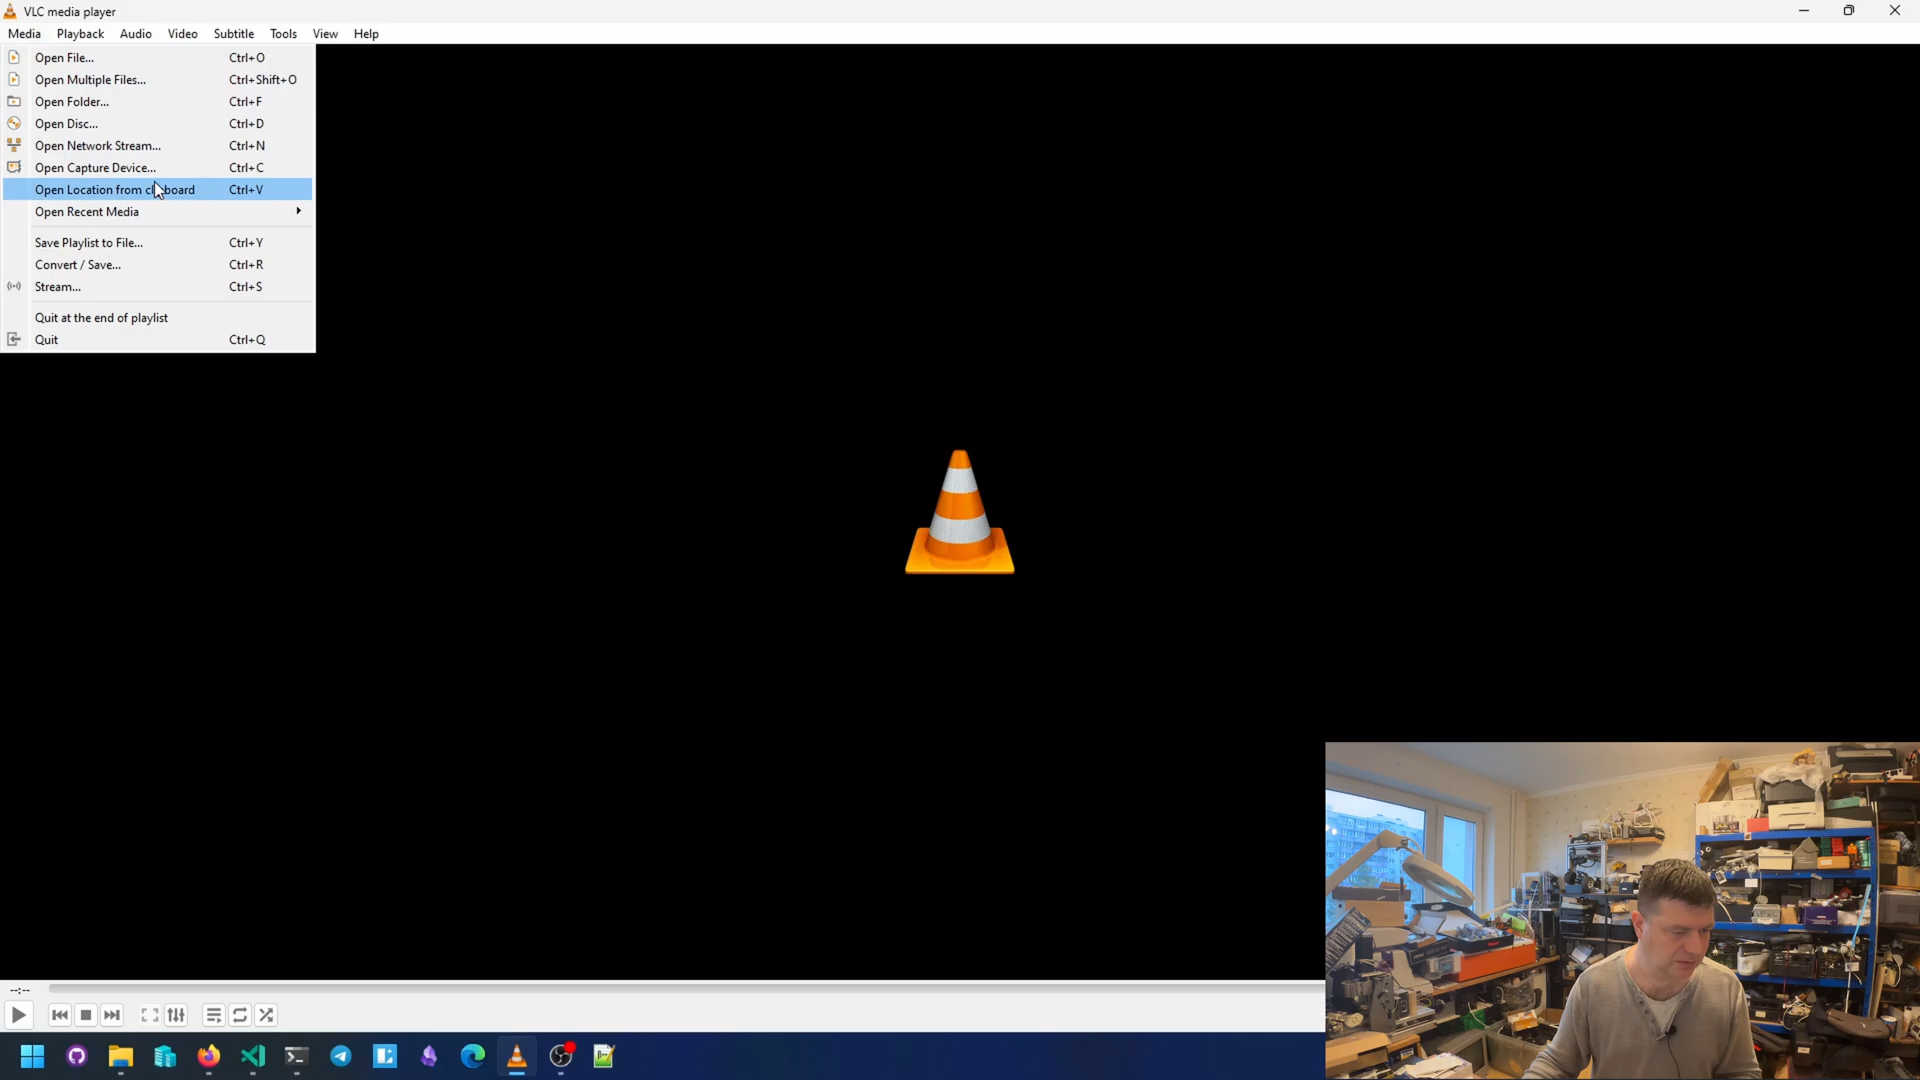 VLC media player
Media Playback Audio Video Subtitle Tools View Help
Open File... Ctrl+O
Open Multiple Files... Ctrl+Shift+O
Open Folder... Ctrl+F
Open Disc... Ctrl+D
Open Network Stream... Ctrl+N
Open Capture Device... Ctrl+C
Open Location from clipboard Ctrl+V
Open Recent Media
Save Playlist to File... Ctrl+Y
Convert / Save... Ctrl+R
Stream... Ctrl+S
Quit at the end of playlist
Quit Ctrl+Q
--:--